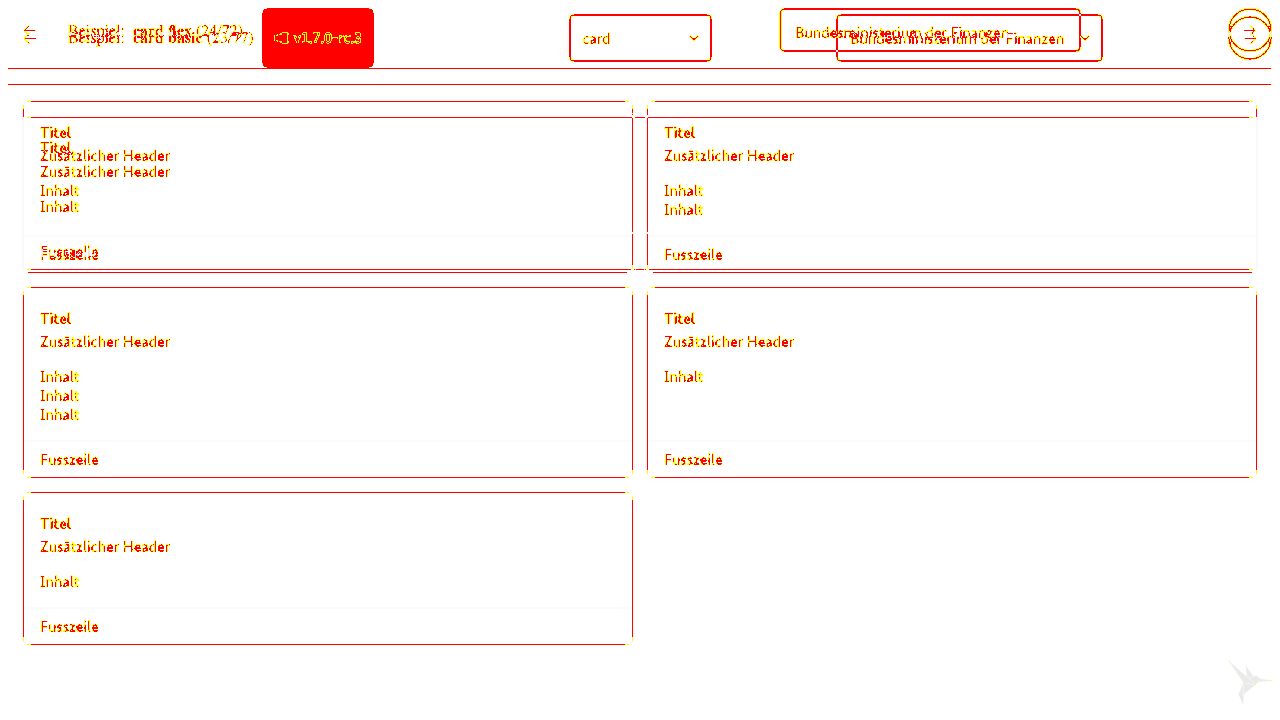 Beispiel: card flex (24/72)
Beispiel: card basic (23/77)
v1.7.0-rc.3
card
Bundesministerium der Finanzen
Bundesministerium der Finanzen
Titel
Titel
Zusätzlicher Header
Zusätzlicher Header
Inhalt
Inhalt
Fusszeile
Fusszeile
Titel
Zusätzlicher Header
Inhalt
Inhalt
Fusszeile
Titel
Zusätzlicher Header
Inhalt
Inhalt
Inhalt
Fusszeile
Titel
Zusätzlicher Header
Inhalt
Fusszeile
Titel
Zusätzlicher Header
Inhalt
Fusszeile